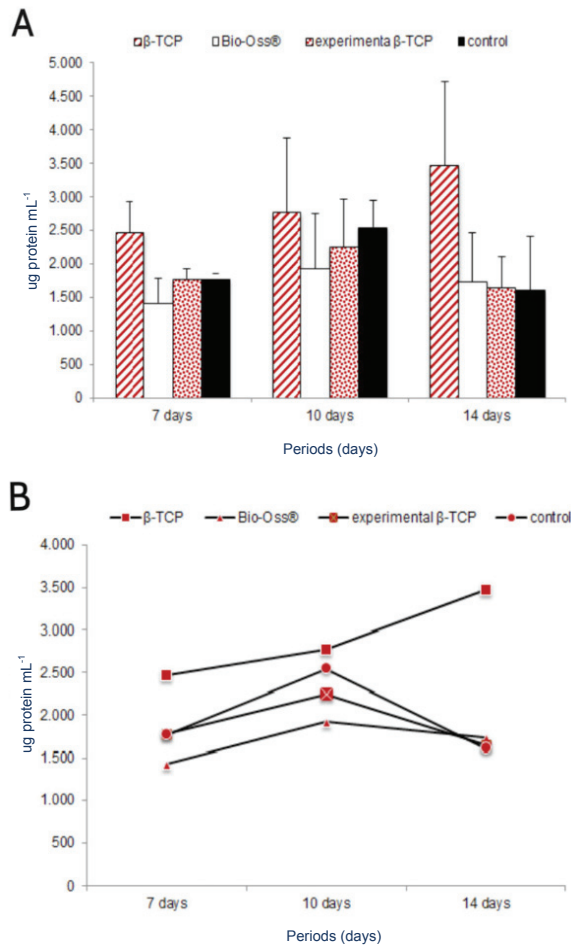 A
β-TCP Bio-Oss® experimenta β-TCP control
5.000
4.500
4.000
3.500
3.000
2.500
2.000
1.500
1.000
500
0
ug protein mL⁻¹
7 days 10 days 14 days
Periods (days)
B
β-TCP Bio-Oss® experimental β-TCP control
4.000
3.500
3.000
2.500
2.000
1.500
1.000
500
0
ug protein mL⁻¹
7 days 10 days 14 days
Periods (days)